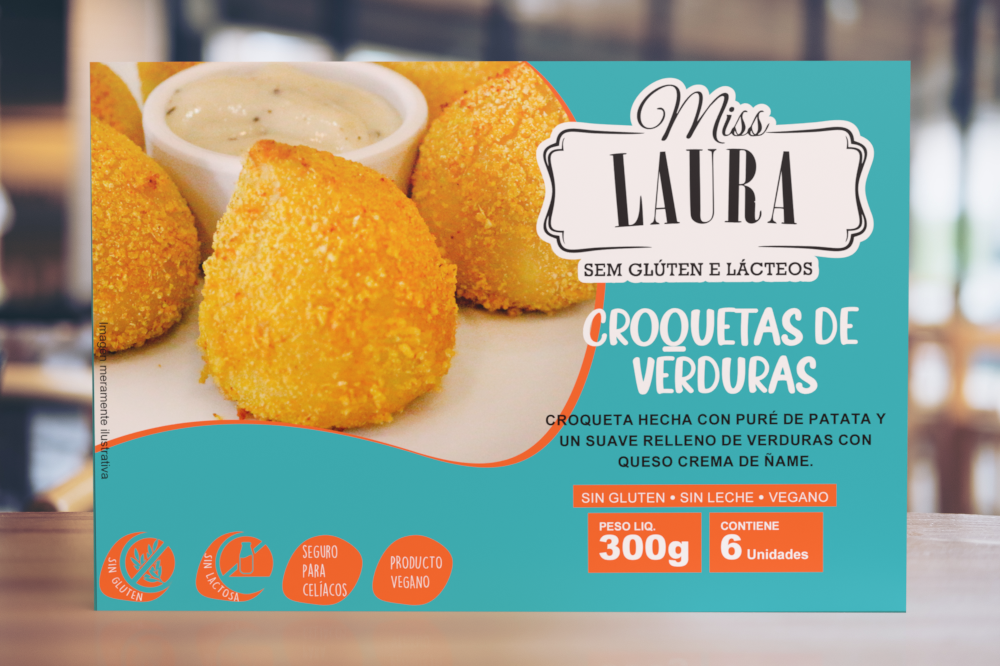 Miss
LAURA
SEM GLÚTEN E LÁCTEOS
CROQUETAS DE
VERDURAS
CROQUETA HECHA CON PURÉ DE PATATA Y
UN SUAVE RELLENO DE VERDURAS CON
QUESO CREMA DE ÑAME.
SIN GLUTEN • SIN LECHE • VEGANO
PESO LIQ.
300g
CONTIENE
6 Unidades
Imagen meramente ilustrativa
SIN GLUTEN
SIN LACTOSA
SEGURO
PARA
CELÍACOS
PRODUCTO
VEGANO